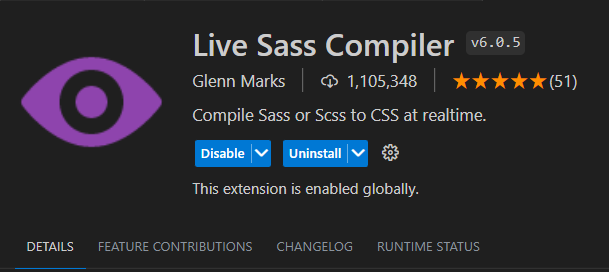 Live Sass Compiler v6.0.5
Glenn Marks 1,105,348 (51)
Compile Sass or Scss to CSS at realtime.
Disable Uninstall
This extension is enabled globally.
DETAILS FEATURE CONTRIBUTIONS CHANGELOG RUNTIME STATUS